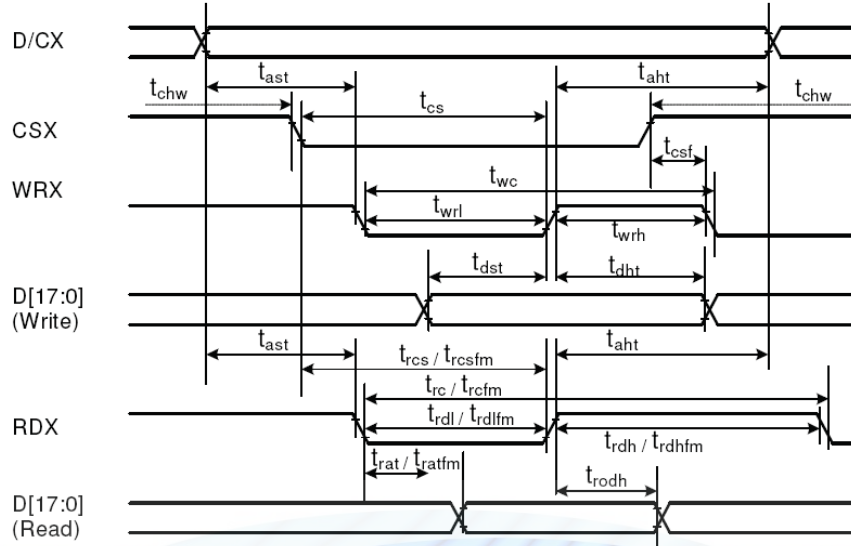 D/CX
t_ast t_aht
t_chw t_cs t_chw
CSX
t_csf
WRX t_wc
t_wrl t_wrh
t_dst t_dht
D[17:0]
(Write)
t_ast t_rcs / t_rcsfm t_aht
t_rc / t_rcfm
RDX t_rdl / t_rdlfm t_rdh / t_rdhfm
t_rat / t_ratfm t_rodh
D[17:0]
(Read)